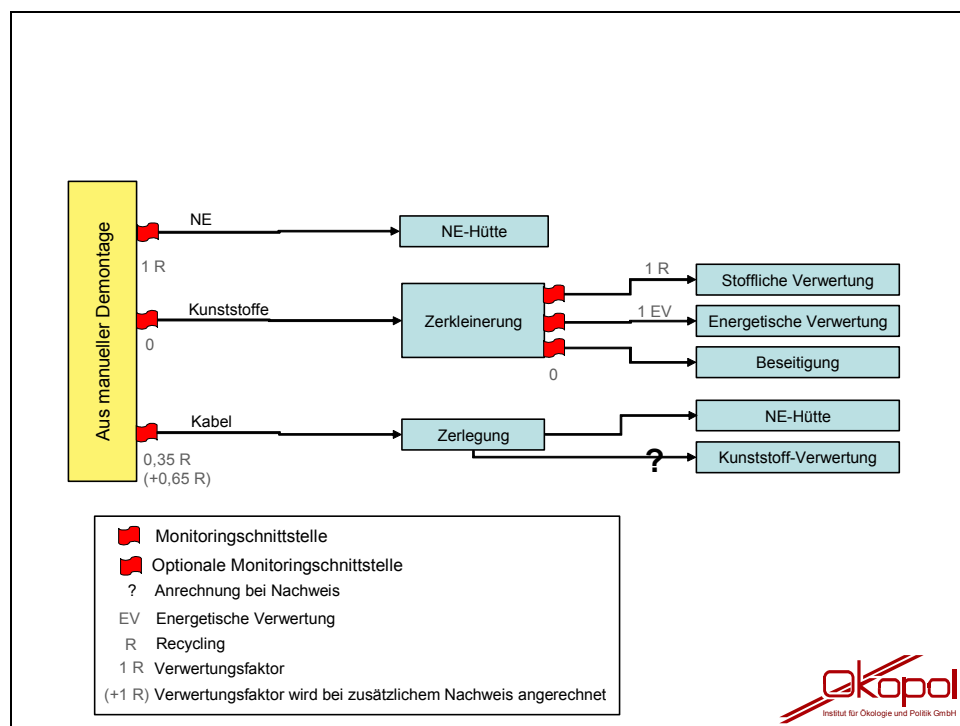 Aus manueller Demontage
NE
1 R
NE-Hütte
Kunststoffe
0
Zerkleinerung
1 R
Stoffliche Verwertung
1 EV
Energetische Verwertung
0
Beseitigung
Kabel
0,35 R
(+0,65 R)
Zerlegung
NE-Hütte
?
Kunststoff-Verwertung
Monitoringschnittstelle
Optionale Monitoringschnittstelle
? Anrechnung bei Nachweis
EV Energetische Verwertung
R Recycling
1 R Verwertungsfaktor
(+1 R) Verwertungsfaktor wird bei zusätzlichem Nachweis angerechnet
Ökopol
Institut für Ökologie und Politik GmbH